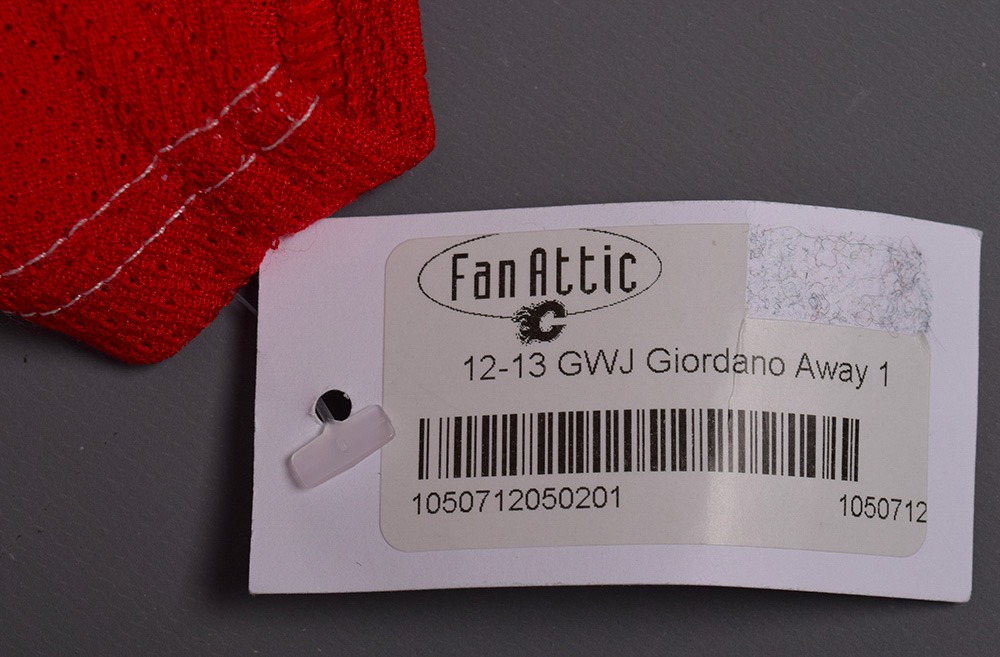 Fan Attic
C
12-13 GWJ Giordano Away 1
1050712050201 1050712